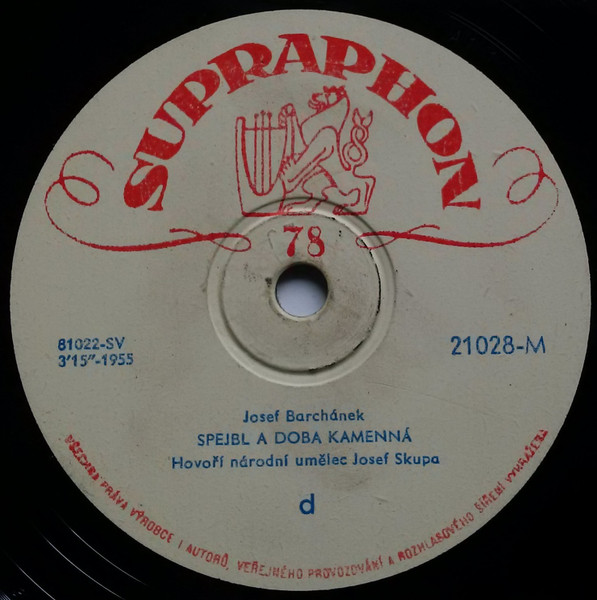 SUPRAPHON
78
81022-SV
3'15"-1955
21028-M
Josef Barchánek
SPEJBL A DOBA KAMENNÁ
Hovoří národní umělec Josef Skupa
d
VŠECHNA PRÁVA VÝROBCE I AUTORŮ, VEŘEJNÉHO PROVOZOVÁNÍ A ROZHLASOVÉHO ŠÍŘENÍ VYHRAŽENA